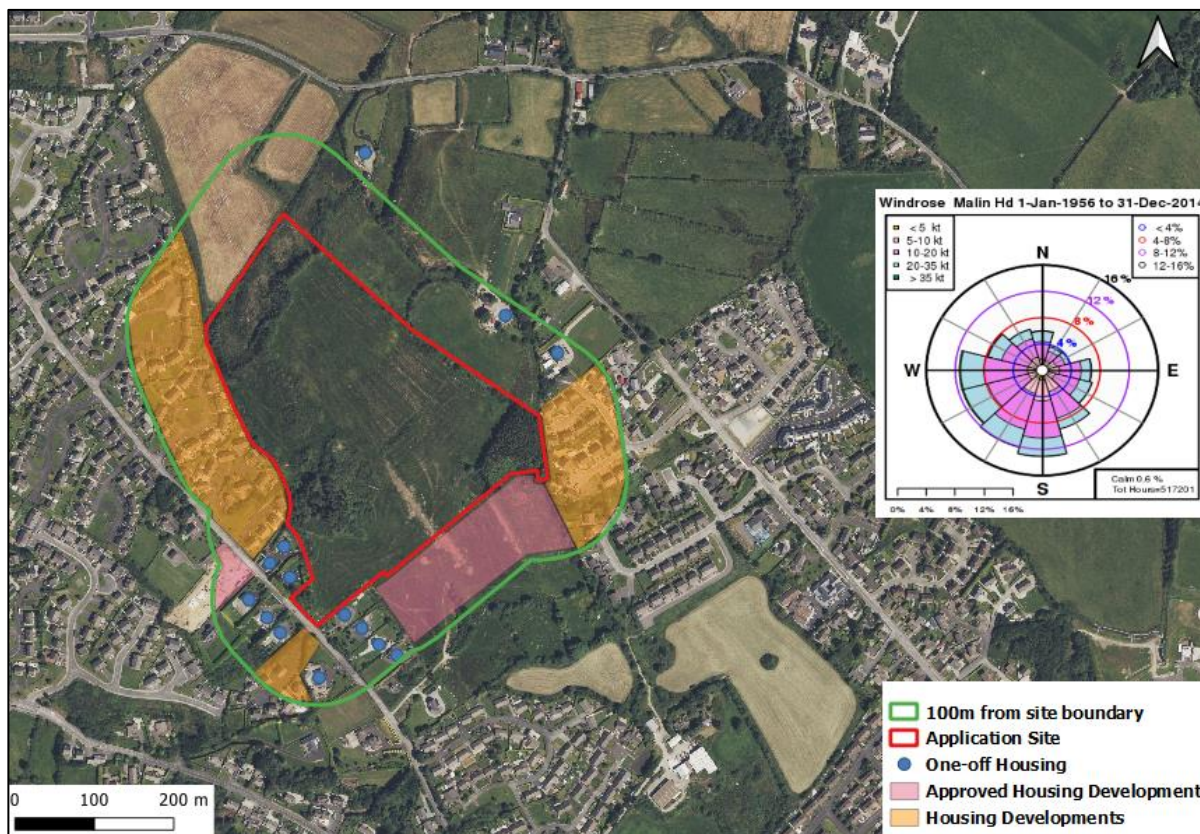 Windrose Malin Hd 1-Jan-1956 to 31-Dec-2014
< 5 kt
5-10 kt
10-20 kt
20-35 kt
> 35 kt
< 4%
4-8%
8-12%
12-16%
N
16 %
12 %
8 %
4 %
W
E
S
Calm 0.6 %
Tot Hours=517201
0% 4% 8% 12% 16%
100m from site boundary
Application Site
One-off Housing
Approved Housing Development
Housing Developments
0 100 200 m